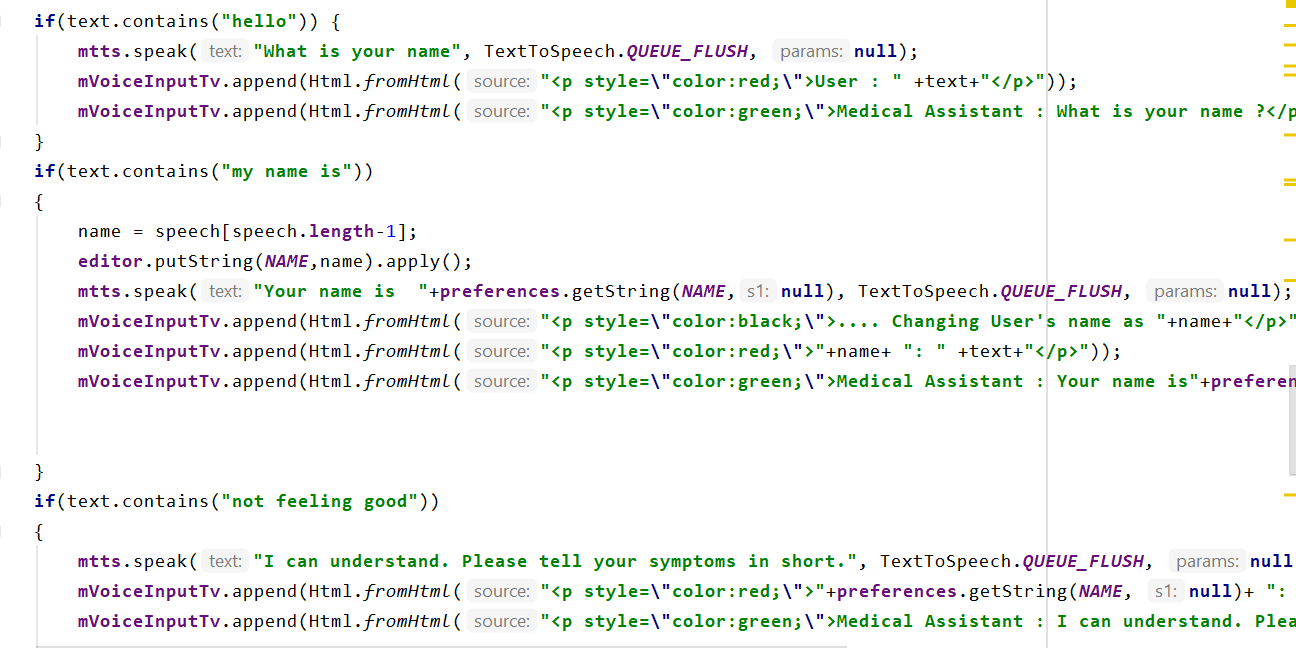 if(text.contains("hello")) {
mtts.speak( text: "What is your name", TextToSpeech.QUEUE_FLUSH, params: null);
mVoiceInputTv.append(Html.fromHtml( source: "<p style=\"color:red;\">User : " +text+"</p>"));
mVoiceInputTv.append(Html.fromHtml( source: "<p style=\"color:green;\">Medical Assistant : What is your name ?</p
}
if(text.contains("my name is"))
{
name = speech[speech.length-1];
editor.putString(NAME,name).apply();
mtts.speak( text: "Your name is  "+preferences.getString(NAME, s1: null), TextToSpeech.QUEUE_FLUSH, params: null);
mVoiceInputTv.append(Html.fromHtml( source: "<p style=\"color:black;\">.... Changing User's name as "+name+"</p>"
mVoiceInputTv.append(Html.fromHtml( source: "<p style=\"color:red;\">"+name+ ": " +text+"</p>"));
mVoiceInputTv.append(Html.fromHtml( source: "<p style=\"color:green;\">Medical Assistant : Your name is"+preferen
}
if(text.contains("not feeling good"))
{
mtts.speak( text: "I can understand. Please tell your symptoms in short.", TextToSpeech.QUEUE_FLUSH, params: null
mVoiceInputTv.append(Html.fromHtml( source: "<p style=\"color:red;\">"+preferences.getString(NAME, s1: null)+ ":
mVoiceInputTv.append(Html.fromHtml( source: "<p style=\"color:green;\">Medical Assistant : I can understand. Plea